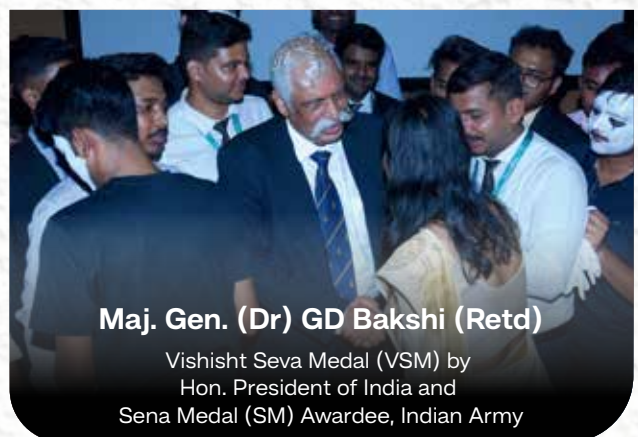 Maj. Gen. (Dr) GD Bakshi (Retd)
Vishisht Seva Medal (VSM) by
Hon. President of India and
Sena Medal (SM) Awardee, Indian Army